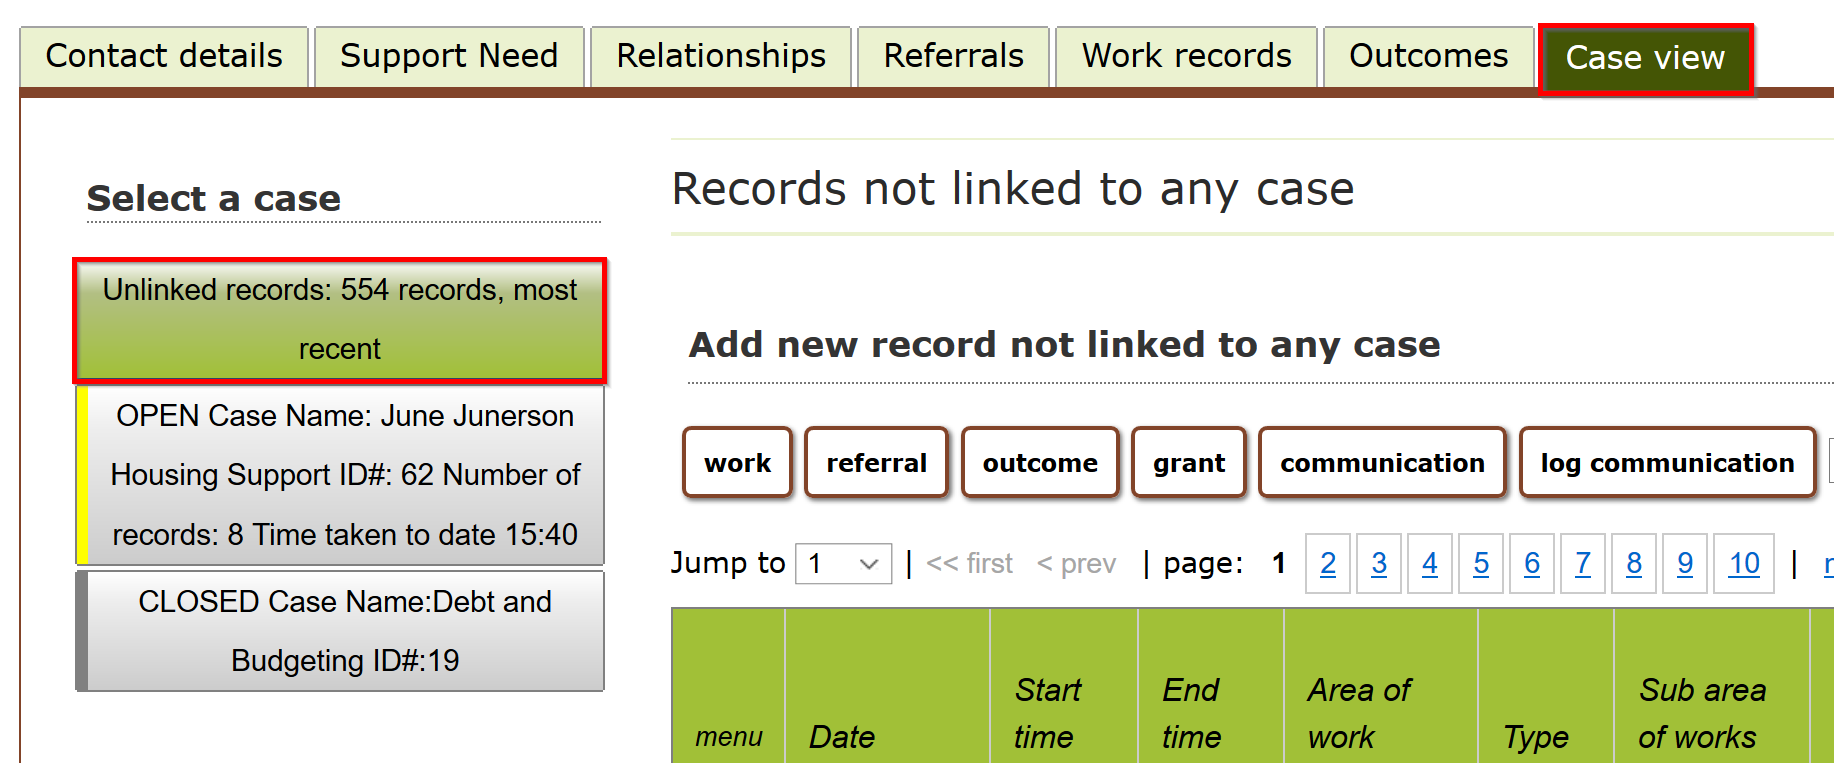 Contact details Support Need Relationships Referrals Work records Outcomes Case view
Select a case
Unlinked records: 554 records, most
recent
OPEN Case Name: June Junerson
Housing Support ID#: 62 Number of
records: 8 Time taken to date 15:40
CLOSED Case Name:Debt and
Budgeting ID#:19
Records not linked to any case
Add new record not linked to any case
work referral outcome grant communication log communication
Jump to 1 | << first < prev | page: 1 2 3 4 5 6 7 8 9 10 |
menu Date Start time End time Area of work Type Sub area of works